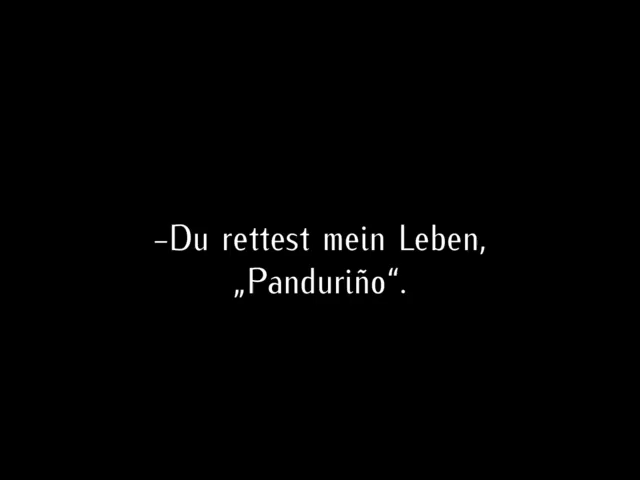 –Du rettest mein Leben,
„Panduriño“.